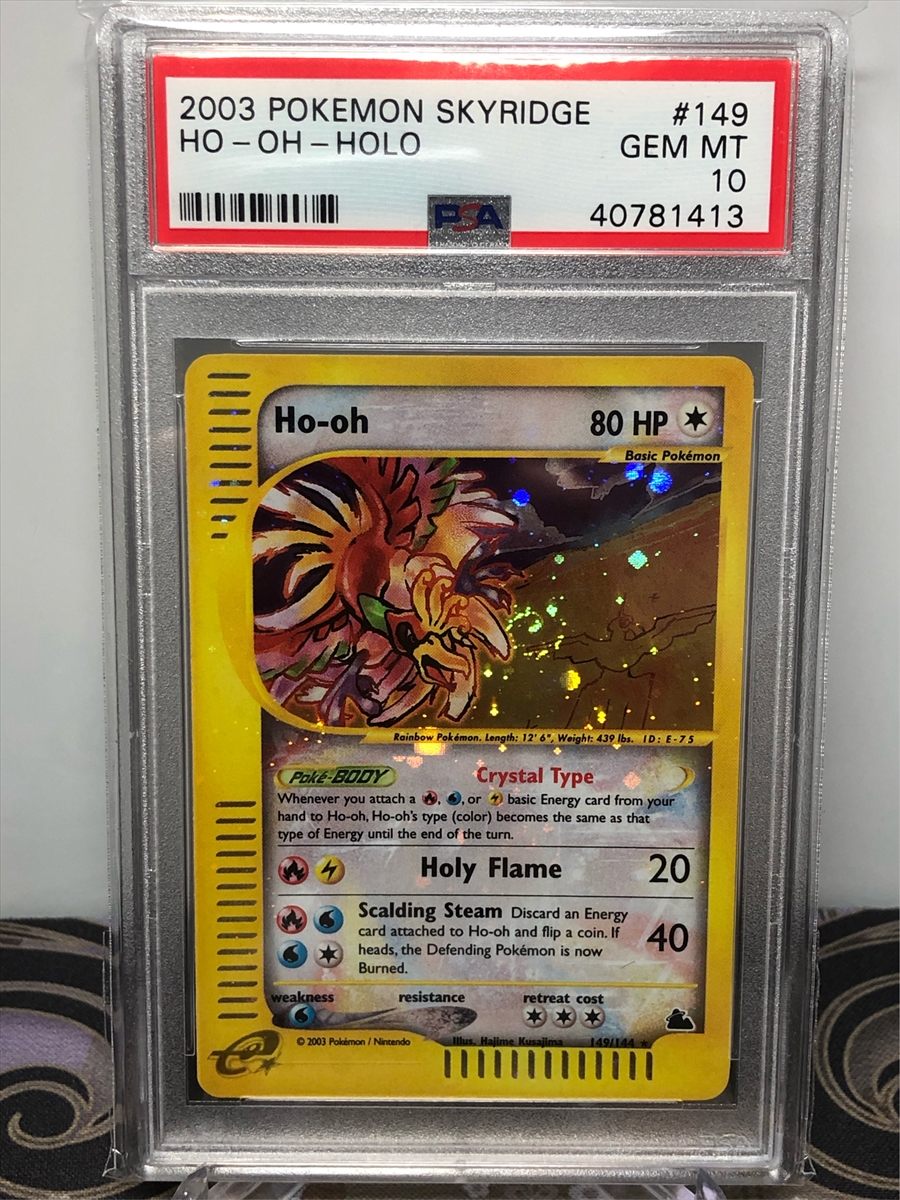 2003 POKEMON SKYRIDGE #149
HO - OH - HOLO GEM MT
10
PSA 40781413
Ho-oh 80 HP
Basic Pokémon
Rainbow Pokémon. Length: 12' 6", Weight: 439 lbs. ID: E-75
Poké-BODY Crystal Type
Whenever you attach a , , or basic Energy card from your
hand to Ho-oh, Ho-oh's type (color) becomes the same as that
type of Energy until the end of the turn.
Holy Flame 20
Scalding Steam Discard an Energy
card attached to Ho-oh and flip a coin. If
heads, the Defending Pokémon is now
Burned.
40
weakness resistance retreat cost
© 2003 Pokémon / Nintendo Illus. Hajime Kusajima 149/144 ★
e